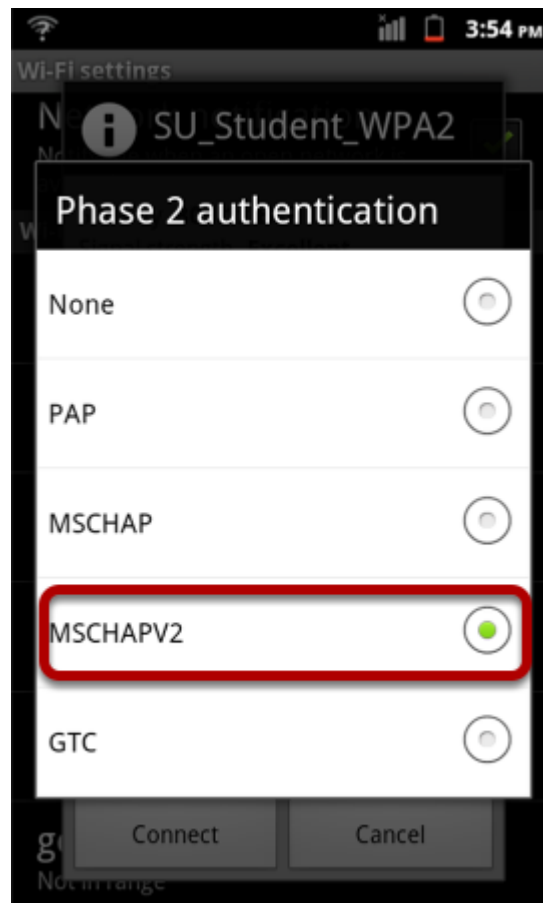 3:54 PM
Wi-Fi settings
SU_Student_WPA2
Phase 2 authentication
None
PAP
MSCHAP
MSCHAPV2
GTC
Connect
Cancel
Not in range